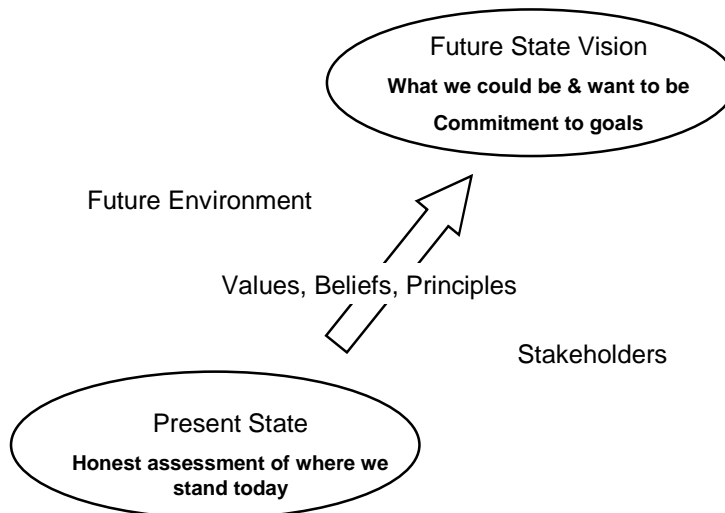 Future State Vision
What we could be & want to be
Commitment to goals
Future Environment
Values, Beliefs, Principles
Stakeholders
Present State
Honest assessment of where we
stand today